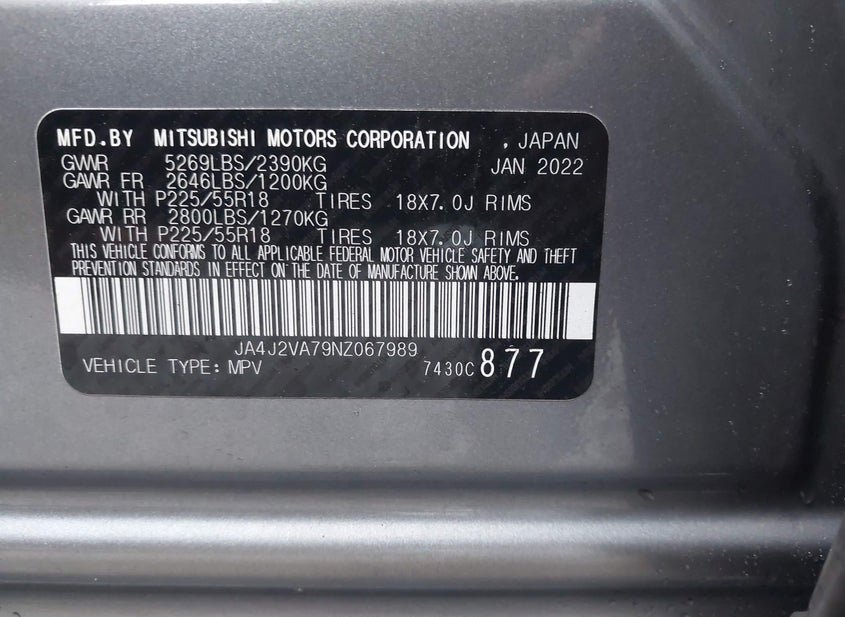 MFD.BY MITSUBISHI MOTORS CORPORATION , JAPAN
GVWR 5269LBS/2390KG JAN 2022
GAWR FR 2646LBS/1200KG
WITH P225/55R18 TIRES 18X7.0J RIMS
GAWR RR 2800LBS/1270KG
WITH P225/55R18 TIRES 18X7.0J RIMS
THIS VEHICLE CONFORMS TO ALL APPLICABLE FEDERAL MOTOR VEHICLE SAFETY AND THEFT
PREVENTION STANDARDS IN EFFECT ON THE DATE OF MANUFACTURE SHOWN ABOVE.
JA4J2VA79NZ067989
VEHICLE TYPE: MPV 7430C 877